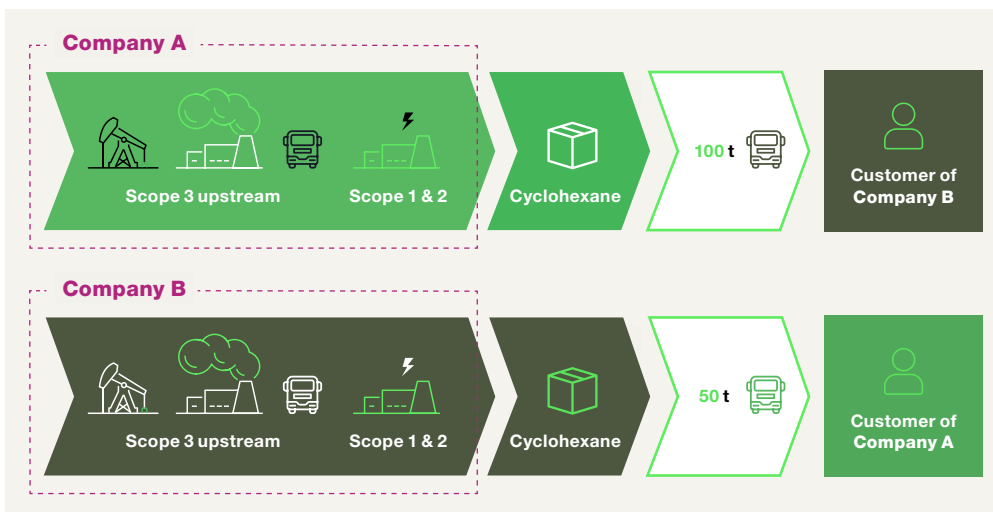 Company A
Scope 3 upstream
Scope 1 & 2
Cyclohexane
100 t
Customer of
Company B
Company B
Scope 3 upstream
Scope 1 & 2
Cyclohexane
50 t
Customer of
Company A